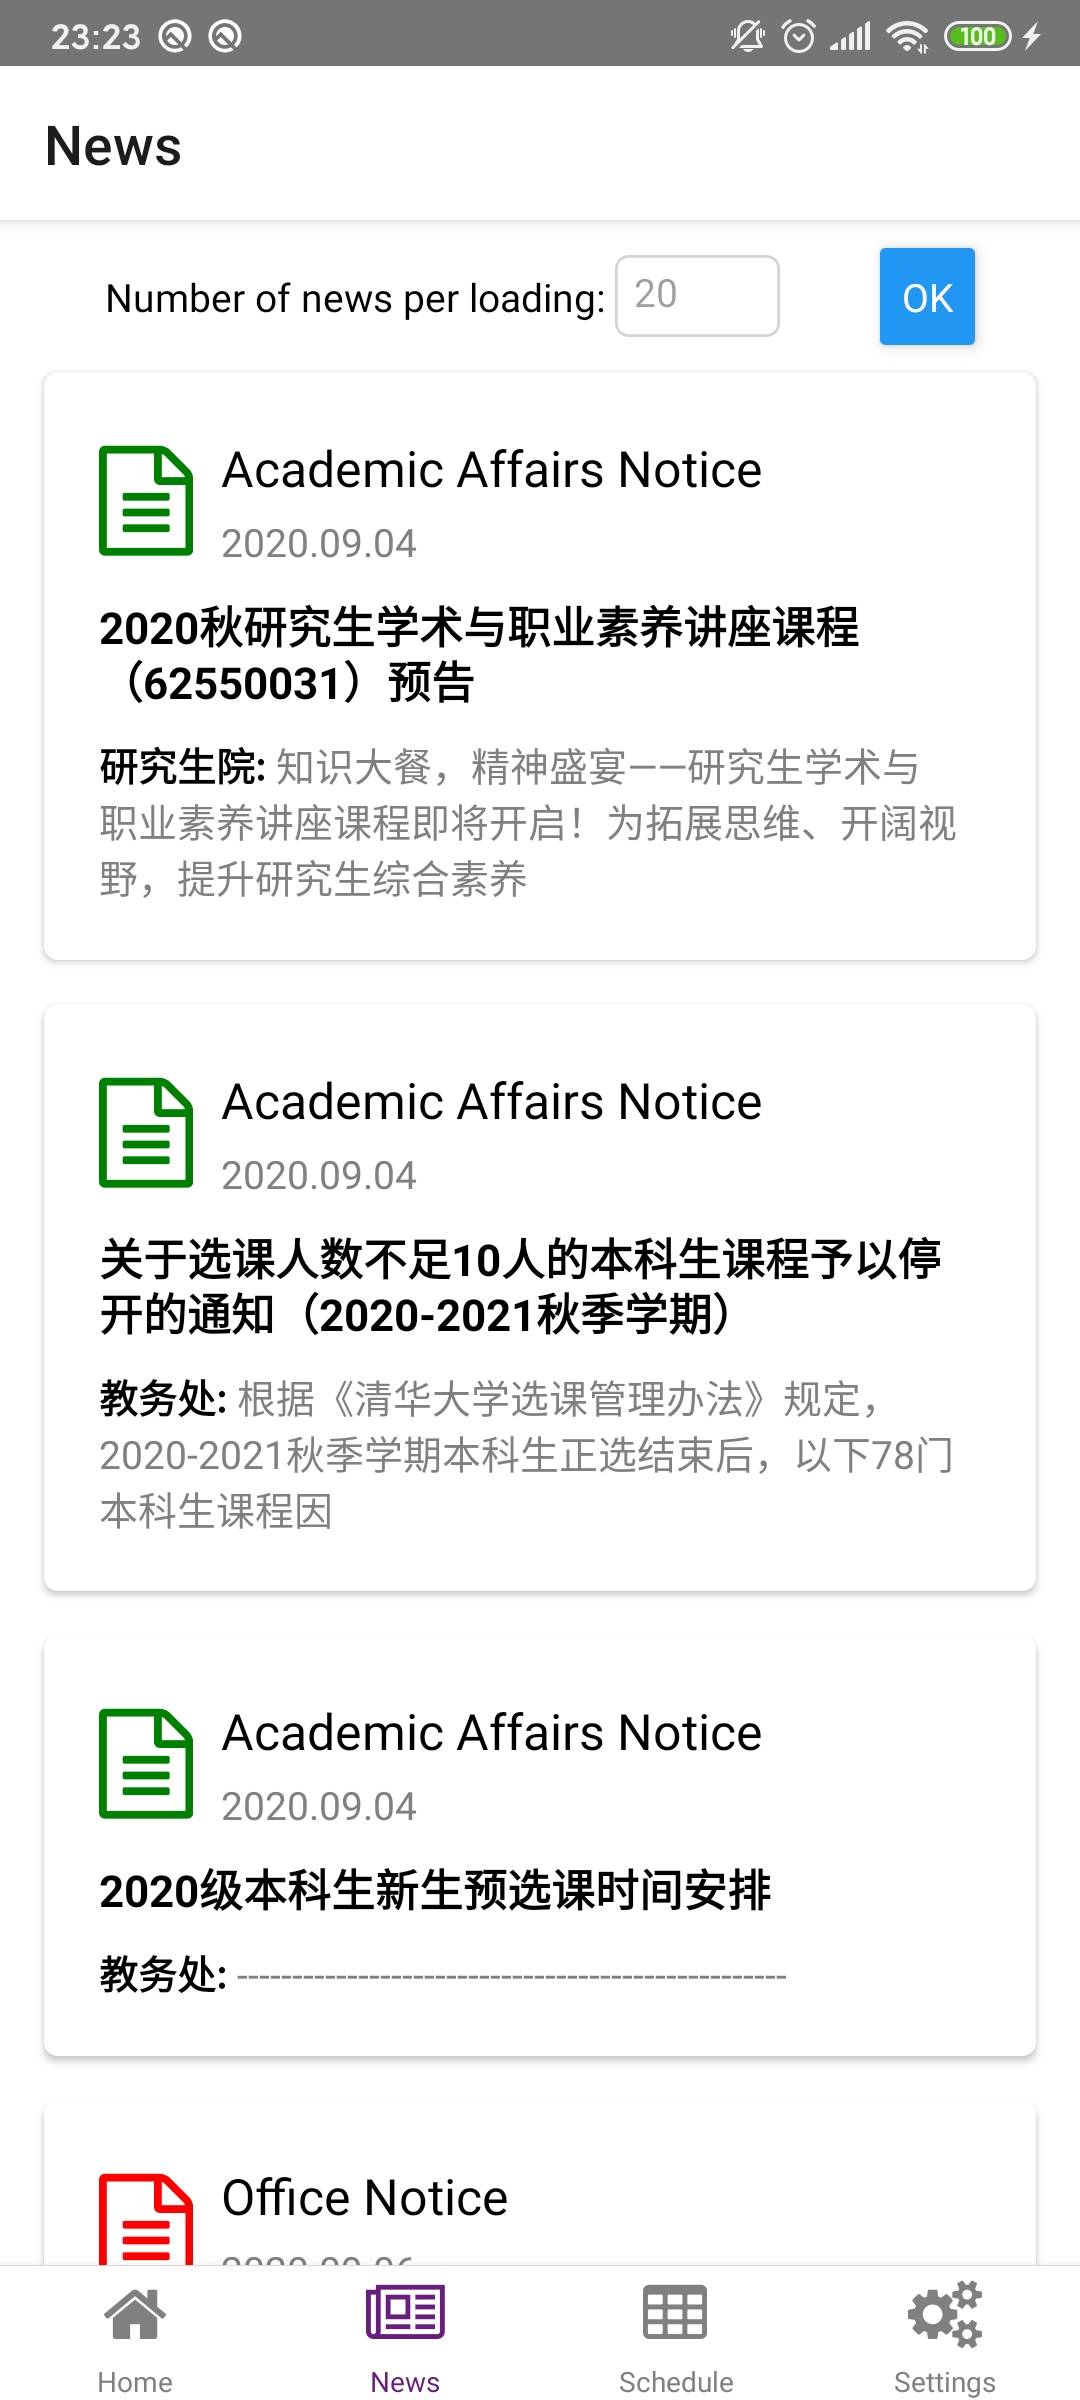 23:23
100
News
Number of news per loading: 20
OK
Academic Affairs Notice
2020.09.04
2020秋研究生学术与职业素养讲座课程
（62550031）预告
研究生院: 知识大餐，精神盛宴——研究生学术与
职业素养讲座课程即将开启！为拓展思维、开阔视
野，提升研究生综合素养
Academic Affairs Notice
2020.09.04
关于选课人数不足10人的本科生课程予以停
开的通知（2020-2021秋季学期）
教务处: 根据《清华大学选课管理办法》规定，
2020-2021秋季学期本科生正选结束后，以下78门
本科生课程因
Academic Affairs Notice
2020.09.04
2020级本科生新生预选课时间安排
教务处: --------------------------------------------------
Office Notice
Home
News
Schedule
Settings